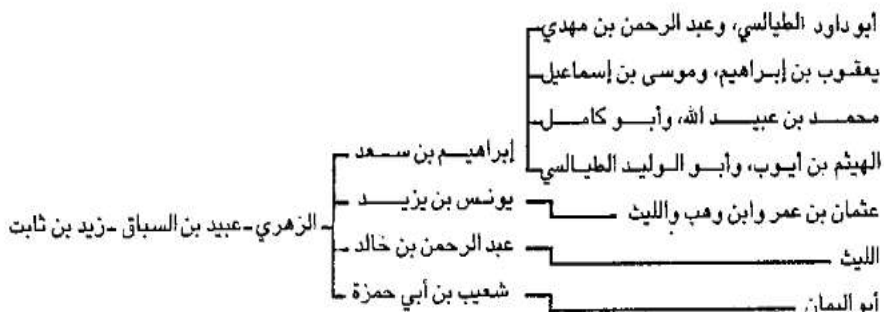 أبو داود الطيالسي، وعبد الرحمن بن مهدي
يعقوب بن إبراهيم، وموسى بن إسماعيل
محمد بن عبيد الله، وأبو كامل
الهيثم بن أيوب، وأبو الوليد الطيالسي
إبراهيم بن سعد
عثمان بن عمر وابن وهب والليث
يونس بن يزيد
الزهري-عبيد بن السباق-زيد بن ثابت
الليث
عبد الرحمن بن خالد
أبو اليمان
شعيب بن أبي حمزة